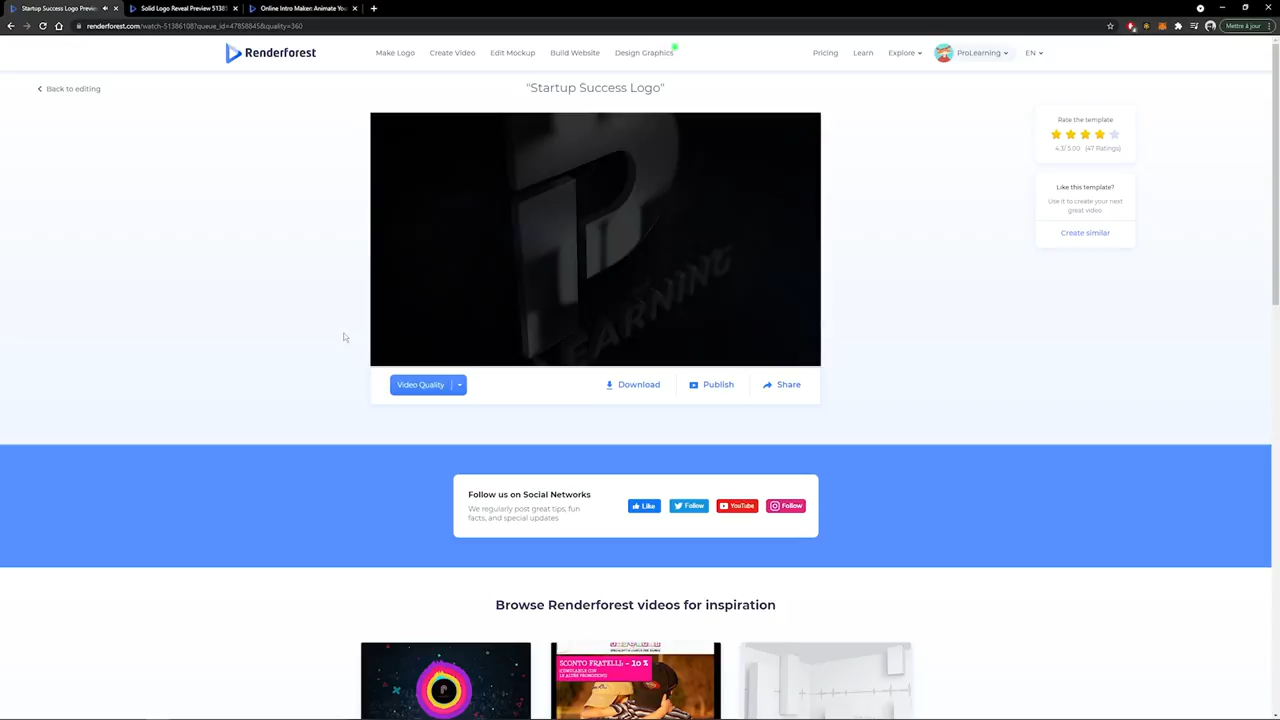 Startup Success Logo Previe
Solid Logo Reveal Preview 51385
Online Intro Maker: Animate You
renderforest.com/watch-51386108?queue_id=47858845&quality=360
Mettre à jour
Renderforest
Make Logo
Create Video
Edit Mockup
Build Website
Design Graphics
Pricing
Learn
Explore
ProLearning
EN
Back to editing
"Startup Success Logo"
EARNING
Rate the template
4.3/ 5.00 (47 Ratings)
Like this template?
Use it to create your next
great video
Create similar
Video Quality
Download
Publish
Share
Follow us on Social Networks
We regularly post great tips, fun
facts, and special updates
Like
Follow
YouTube
Follow
Browse Renderforest videos for inspiration
SCONTO FRATELLI: - 10 %